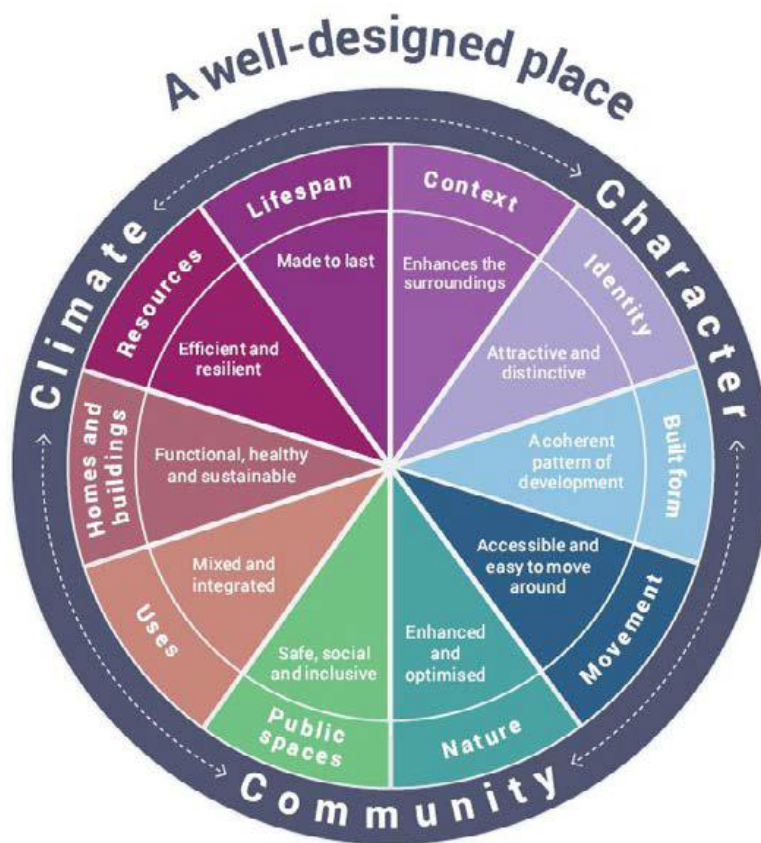 A well-designed place
Climate
Character
Community
Context
Enhances the
surroundings
Identity
Attractive and
distinctive
Built form
A coherent
pattern of
development
Movement
Accessible and
easy to move
around
Nature
Enhanced
and
optimised
Public
spaces
Safe, social
and inclusive
Uses
Mixed and
integrated
Homes and
buildings
Functional, healthy
and sustainable
Resources
Efficient and
resilient
Lifespan
Made to last